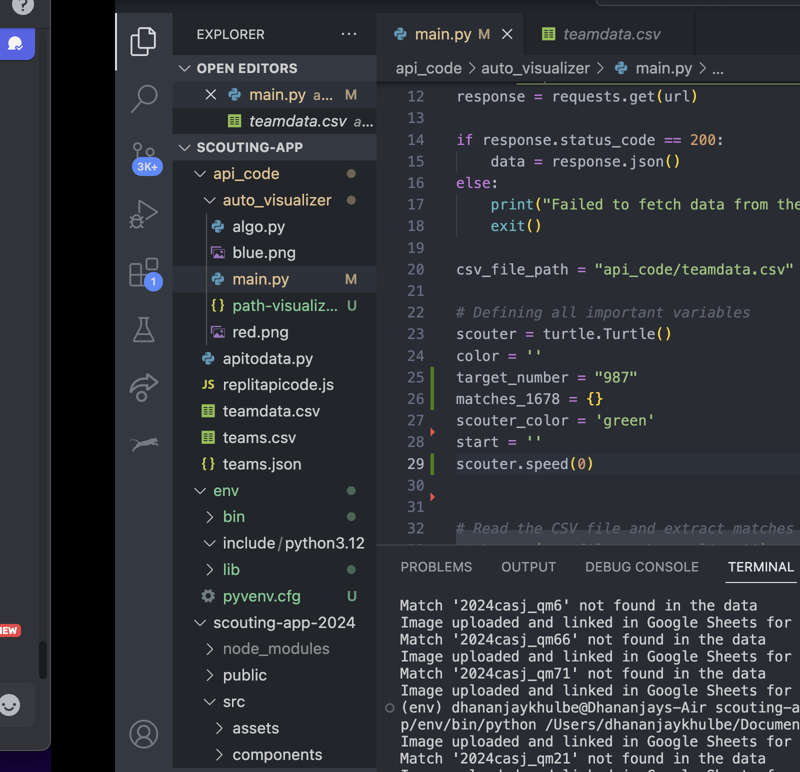 ?
NEW
EXPLORER ...
OPEN EDITORS
main.py a... M
teamdata.csv a...
SCOUTING-APP
api_code
auto_visualizer
algo.py
blue.png
main.py M
{} path-visualiz... U
red.png
apitodata.py
JS replitapicode.js
teamdata.csv
teams.csv
{} teams.json
env
bin
include/python3.12
lib
pyvenv.cfg U
scouting-app-2024
node_modules
public
src
assets
components
3K+
1
main.py M
teamdata.csv
api_code > auto_visualizer > main.py > ...
12 response = requests.get(url)
13
14 if response.status_code == 200:
15 data = response.json()
16 else:
17 print("Failed to fetch data from the
18 exit()
19
20 csv_file_path = "api_code/teamdata.csv"
21
22 # Defining all important variables
23 scouter = turtle.Turtle()
24 color = ''
25 target_number = "987"
26 matches_1678 = {}
27 scouter_color = 'green'
28 start = ''
29 scouter.speed(0)
30
31
32 # Read the CSV file and extract matches
PROBLEMS OUTPUT DEBUG CONSOLE TERMINAL
Match '2024casj_qm6' not found in the data
Image uploaded and linked in Google Sheets for
Match '2024casj_qm66' not found in the data
Image uploaded and linked in Google Sheets for
Match '2024casj_qm71' not found in the data
Image uploaded and linked in Google Sheets for
(env) dhananjaykhulbe@Dhananjays-Air scouting-a
p/env/bin/python /Users/dhananjaykhulbe/Documen
Image uploaded and linked in Google Sheets for
Match '2024casj_qm21' not found in the data